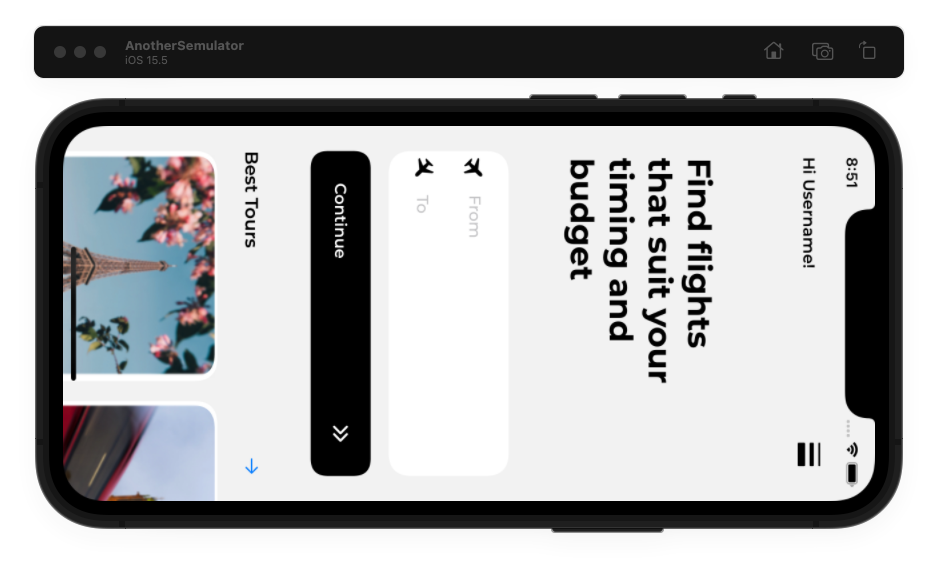 AnotherSemulator
iOS 15.5
8:51
Hi Username!
Find flights
that suit your
timing and
budget
From
To
Continue
Best Tours